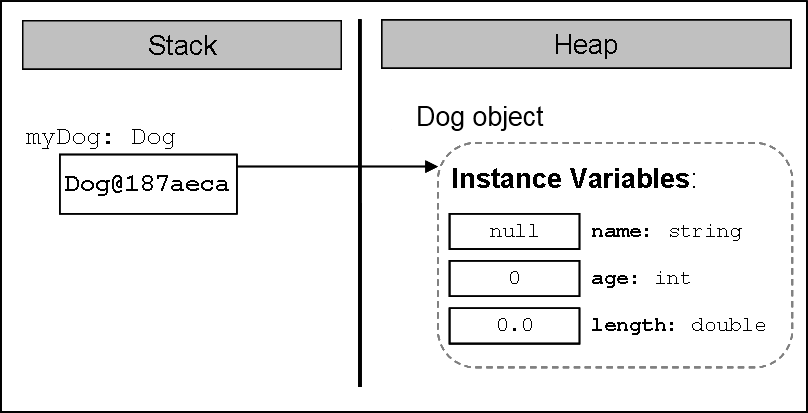 Stack
Heap
myDog: Dog
Dog@187aeca
Dog object
Instance Variables:
null name: string
0 age: int
0.0 length: double